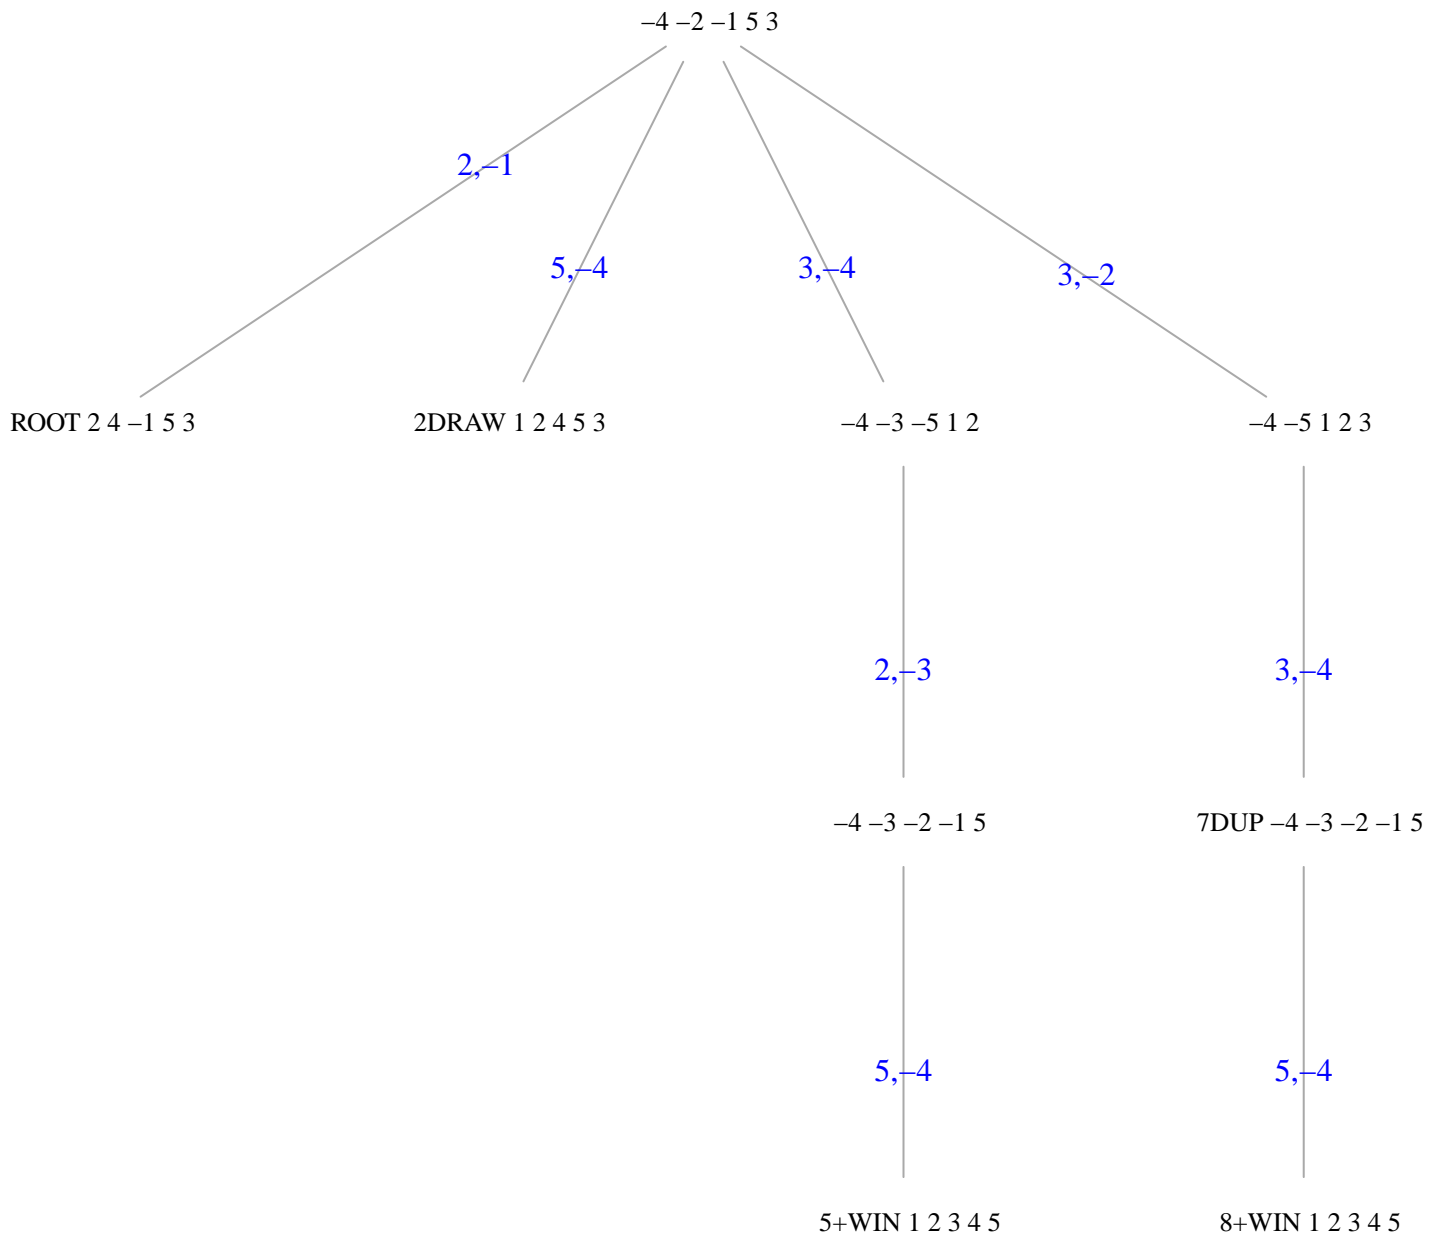 –4 –2 –1 5 3
2,–1
5,–4
3,–4
3,–2
ROOT 2 4 –1 5 3
2DRAW 1 2 4 5 3
–4 –3 –5 1 2
–4 –5 1 2 3
2,–3
3,–4
–4 –3 –2 –1 5
7DUP –4 –3 –2 –1 5
5,–4
5,–4
5+WIN 1 2 3 4 5
8+WIN 1 2 3 4 5